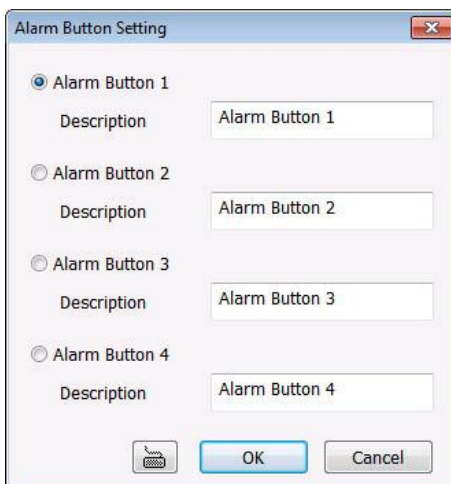 Alarm Button Setting
Alarm Button 1
Description Alarm Button 1
Alarm Button 2
Description Alarm Button 2
Alarm Button 3
Description Alarm Button 3
Alarm Button 4
Description Alarm Button 4
OK Cancel